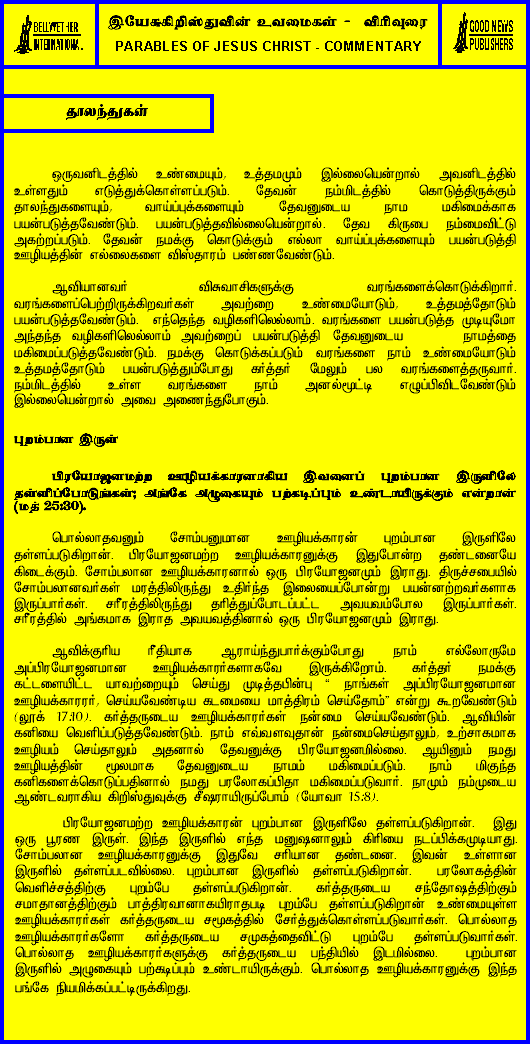 BELLWETHER
INTERNATIONAL
இயேசுகிறிஸ்துவின் உவமைகள் - விரிவுரை
PARABLES OF JESUS CHRIST - COMMENTARY
GOOD NEWS
PUBLISHERS
தாலந்துகள்
ஒருவனிடத்தில் உண்மையும், உத்தமமும் இல்லையென்றால் அவனிடத்தில்
உள்ளதும் எடுத்துக்கொள்ளப்படும். தேவன் நம்மிடத்தில் கொடுத்திருக்கும்
தாலந்துகளையும், வாய்ப்புக்களையும் தேவனுடைய நாம மகிமைக்காக
பயன்படுத்தவேண்டும். பயன்படுத்தவில்லையென்றால். தேவ கிருபை நம்மைவிட்டு
அகற்றப்படும். தேவன் நமக்கு கொடுக்கும் எல்லா வாய்ப்புக்களையும் பயன்படுத்தி
ஊழியத்தின் எல்லைகளை விஸ்தாரம் பண்ணவேண்டும்.
ஆவியானவர் விசுவாசிகளுக்கு வரங்களைக்கொடுக்கிறார்.
வரங்களைப்பெற்றிருக்கிறவர்கள் அவற்றை உண்மையோடும், உத்தமத்தோடும்
பயன்படுத்தவேண்டும். எந்தெந்த வழிகளிலெல்லாம். வரங்களை பயன்படுத்த முடியுமோ
அந்தந்த வழிகளிலெல்லாம் அவற்றைப் பயன்படுத்தி தேவனுடைய நாமத்தை
மகிமைப்படுத்தவேண்டும். நமக்கு கொடுக்கப்படும் வரங்களை நாம் உண்மையோடும்
உத்தமத்தோடும் பயன்படுத்தும்போது கர்த்தர் மேலும் பல வரங்களைத்தருவார்.
நம்மிடத்தில் உள்ள வரங்களை நாம் அனல்மூட்டி எழுப்பிவிடவேண்டும்
இல்லையென்றால் அவை அணைந்துபோகும்.
புறம்பான இருள்
பிரயோஜனமற்ற ஊழியக்காரனாகிய இவனைப் புறம்பான இருளிலே
தள்ளிப்போடுங்கள்; அங்கே அழுகையும் பற்கடிப்பும் உண்டாயிருக்கும் என்றான்
(மத் 25:30).
பொல்லாதவனும் சோம்பனுமான ஊழியக்காரன் புறம்பான இருளிலே
தள்ளப்படுகிறான். பிரயோஜனமற்ற ஊழியக்காரனுக்கு இதுபோன்ற தண்டனையே
கிடைக்கும். சோம்பலான ஊழியக்காரனால் ஒரு பிரயோஜனமும் இராது. திருச்சபையில்
சோம்பலானவர்கள் மரத்திலிருந்து உதிர்ந்த இலையைப்போன்று பயன்னற்றவர்களாக
இருப்பார்கள். சரீரத்திலிருந்து தரித்துப்போடப்பட்ட அவயவம்போல இருப்பார்கள்.
சரீரத்தில் அங்கமாக இராத அவயவத்தினால் ஒரு பிரயோஜனமும் இராது.
ஆவிக்குரிய ரீதியாக ஆராய்ந்துபார்க்கும்போது நாம் எல்லோருமே
அப்பிரயோஜனமான ஊழியக்காரர்களாகவே இருக்கிறோம். கர்த்தர் நமக்கு
கட்டளையிட்ட யாவற்றையும் செய்து முடித்தபின்பு “ நாங்கள் அப்பிரயோஜனமான
ஊழியக்காரரர், செய்யவேண்டிய கடமையை மாத்திரம் செய்தோம்” என்று கூறவேண்டும்
(லூக் 17:10). கர்த்தருடைய ஊழியக்காரர்கள் நன்மை செய்யவேண்டும். ஆவியின்
கனியை வெளிப்படுத்தவேண்டும். நாம் எவ்வளவுதான் நன்மைசெய்தாலும், உற்சாகமாக
ஊழியம் செய்தாலும் அதனால் தேவனுக்கு பிரயோஜனமில்லை. ஆயினும் நமது
ஊழியத்தின் மூலமாக தேவனுடைய நாமம் மகிமைப்படும். நாம் மிகுந்த
கனிகளைக்கொடுப்பதினால் நமது பரலோகப்பிதா மகிமைப்படுவார். நாமும் நம்முடைய
ஆண்டவராகிய கிறிஸ்துவுக்கு சீஷராயிருப்போம் (யோவா 15:8).
பிரயோஜனமற்ற ஊழியக்காரன் புறம்பான இருளிலே தள்ளப்படுகிறான். இது
ஒரு பூரண இருள். இந்த இருளில் எந்த மனுஷனாலும் கிரியை நடப்பிக்கமுடியாது.
சோம்பலான ஊழியக்காரனுக்கு இதுவே சரியான தண்டனை. இவன் உள்ளான
இருளில் தள்ளப்படவில்லை. புறம்பான இருளில் தள்ளப்படுகிறான். பரலோகத்தின்
வெளிச்சத்திற்கு புறம்பே தள்ளப்படுகிறான். கர்த்தருடைய சந்தோஷத்திற்கும்
சமாதானத்திற்கும் பாத்திரவானாகயிராதபடி புறம்பே தள்ளப்படுகிறான் உண்மையுள்ள
ஊழியக்காரர்கள் கர்த்தருடைய சமூகத்தில் சேர்த்துக்கொள்ளப்படுவார்கள். பொல்லாத
ஊழியக்காரர்களோ கர்த்தருடைய சமுகத்தைவிட்டு புறம்பே தள்ளப்படுவார்கள்.
பொல்லாத ஊழியக்காரர்களுக்கு கர்த்தருடைய பந்தியில் இடமில்லை. புறம்பான
இருளில் அழுகையும் பற்கடிப்பும் உண்டாயிருக்கும். பொல்லாத ஊழியக்காரனுக்கு இந்த
பங்கே நியமிக்கப்பட்டிருக்கிறது.